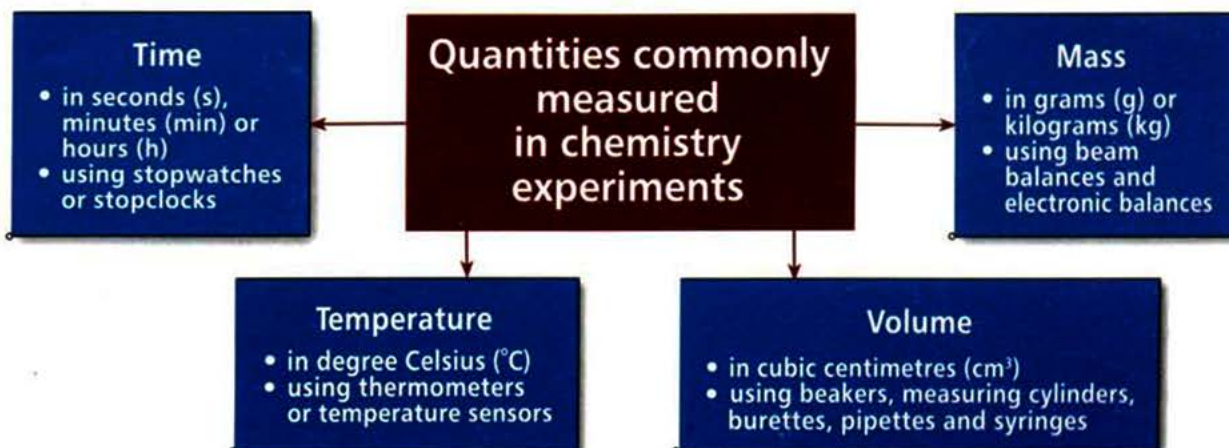 Time
• in seconds (s),
minutes (min) or
hours (h)
• using stopwatches
or stopclocks
Quantities commonly
measured
in chemistry
experiments
Mass
• in grams (g) or
kilograms (kg)
• using beam
balances and
electronic balances
Temperature
• in degree Celsius (°C)
• using thermometers
or temperature sensors
Volume
• in cubic centimetres (cm³)
• using beakers, measuring cylinders,
burettes, pipettes and syringes